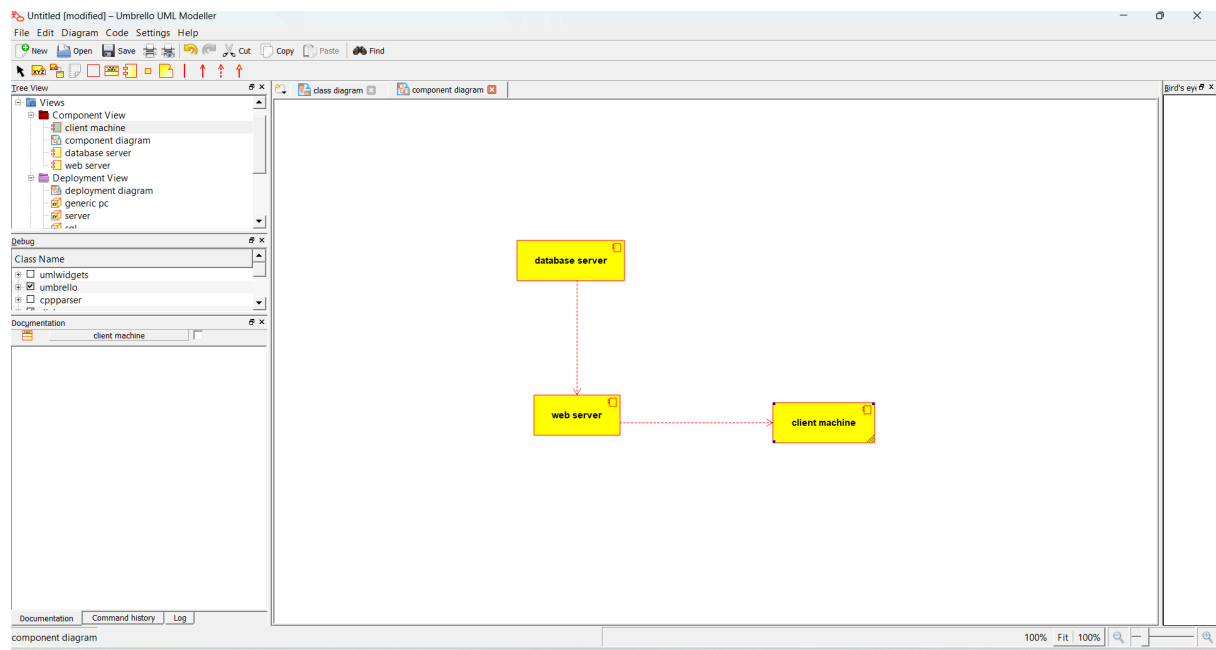 Untitled [modified] – Umbrello UML Modeller
File Edit Diagram Code Settings Help
New Open Save Cut Copy Paste Find
Tree View
class diagram
component diagram
Bird's eye
Views
Component View
client machine
component diagram
database server
web server
Deployment View
deployment diagram
generic pc
server
sql
Debug
Class Name
umlwidgets
umbrello
cppparser
Documentation
client machine
database server
web server
client machine
Documentation Command history Log
component diagram
100% Fit 100%